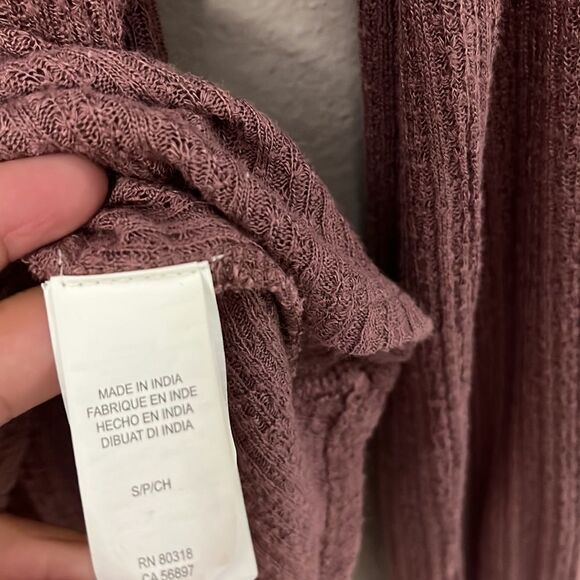 MADE IN INDIA
FABRIQUE EN INDE
HECHO EN INDIA
DIBUAT DI INDIA
S/P/CH
RN 80318
CA 56897